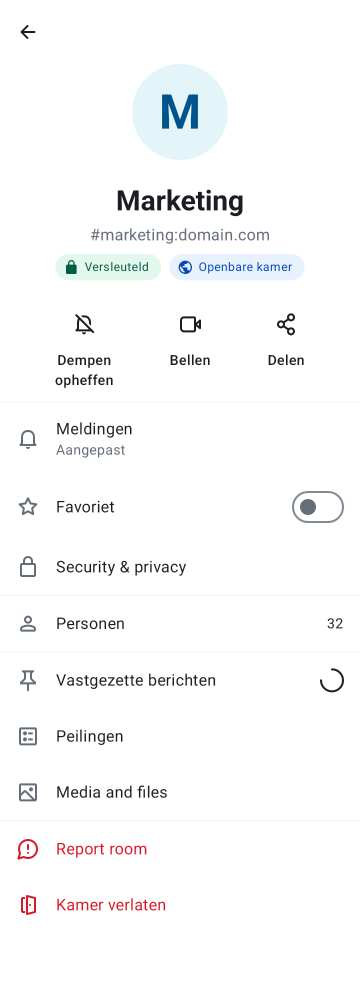 M
Marketing
#marketing:domain.com
Versleuteld
Openbare kamer
Dempen
opheffen
Bellen
Delen
Meldingen
Aangepast
Favoriet
Security & privacy
Personen
32
Vastgezette berichten
Peilingen
Media and files
Report room
Kamer verlaten